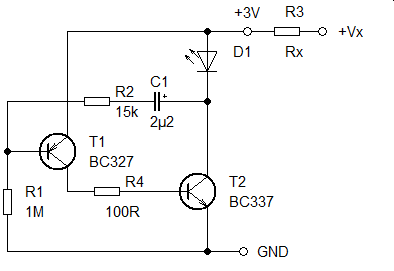 +3V R3
+Vx
D1 Rx
R2 C1
15k
+
2µ2
T1
BC327
R4 T2
R1 BC337
1M 100R
GND